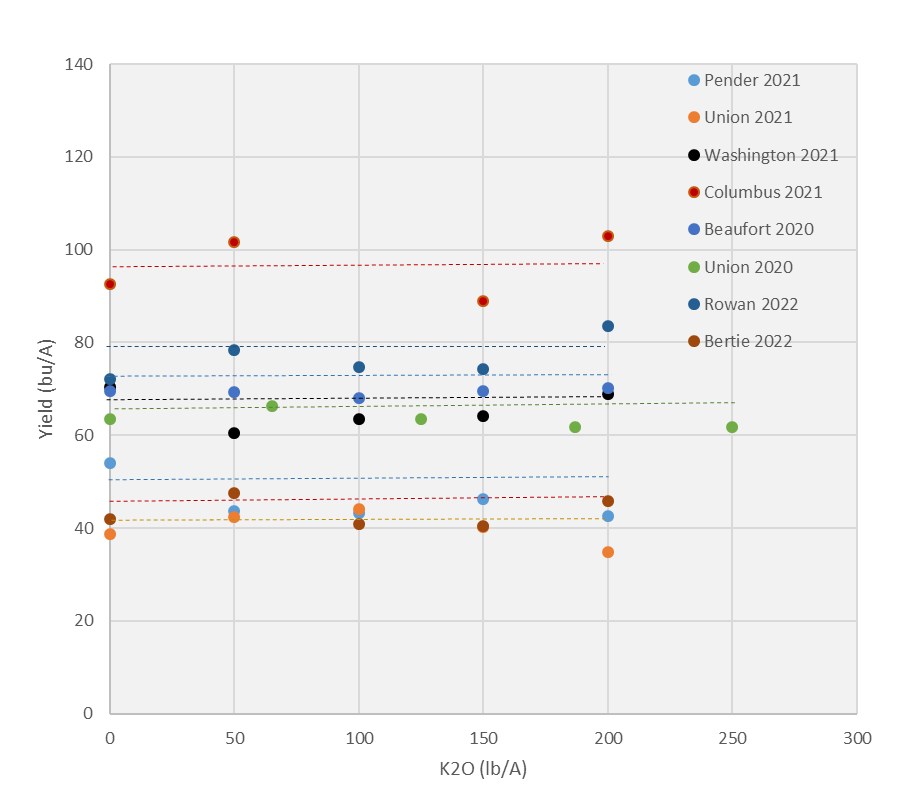 140
120
100
80
60
40
20
0
Yield (bu/A)
0 50 100 150 200 250 300
K2O (lb/A)
Pender 2021
Union 2021
Washington 2021
Columbus 2021
Beaufort 2020
Union 2020
Rowan 2022
Bertie 2022